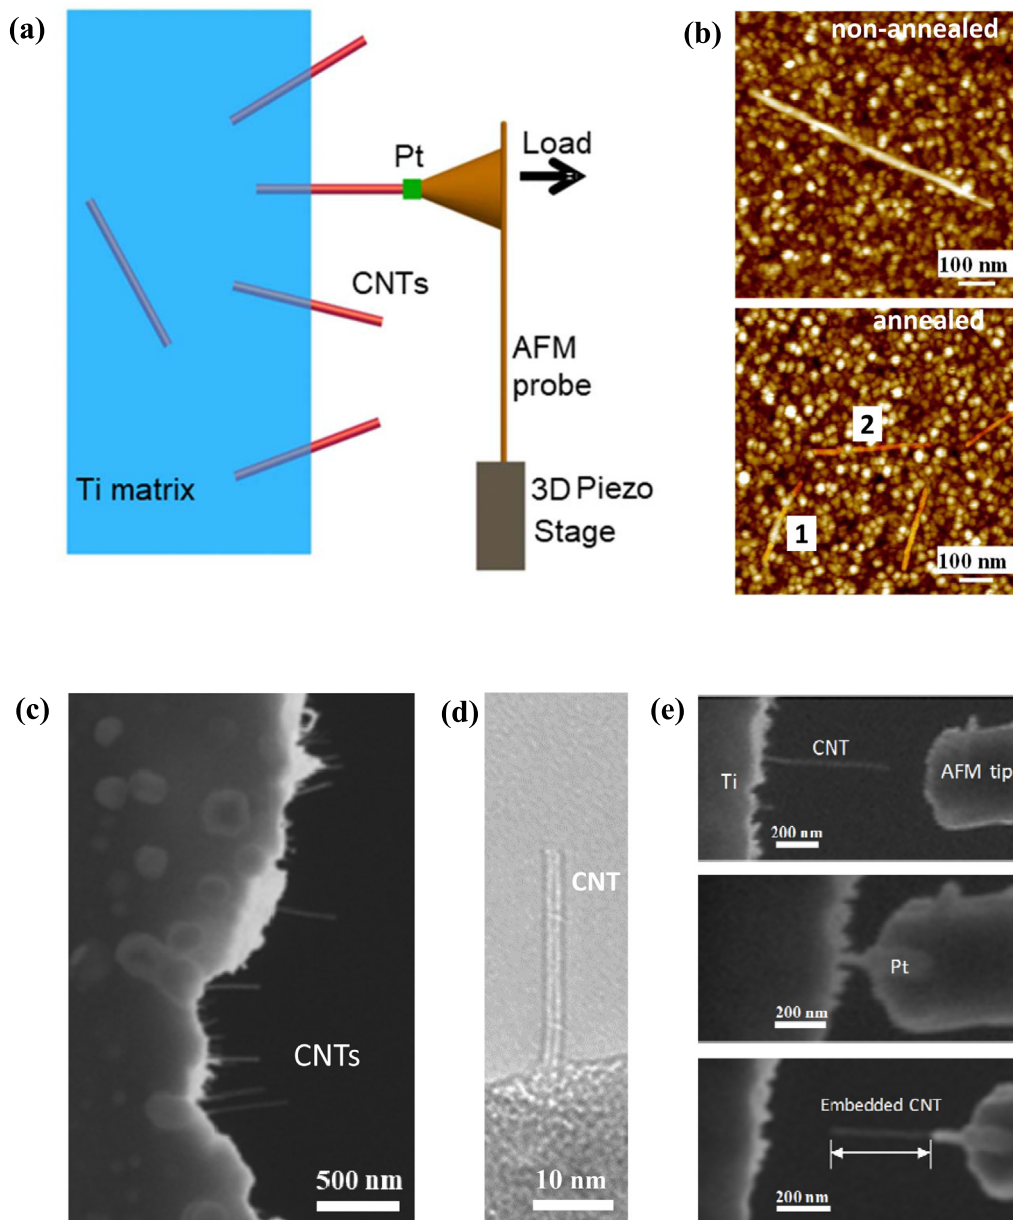 (a)
Pt
Load
CNTs
AFM
probe
Ti matrix
3D Piezo
Stage
(b)
non-annealed
100 nm
annealed
2
1
100 nm
(c)
CNTs
500 nm
(d)
CNT
10 nm
(e)
CNT
Ti
AFM tip
200 nm
Pt
200 nm
Embedded CNT
200 nm